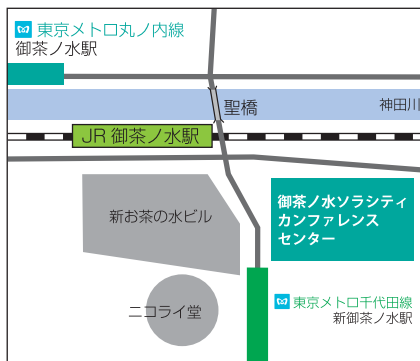 東京メトロ丸ノ内線
御茶ノ水駅
聖橋
神田川
JR 御茶ノ水駅
新お茶の水ビル
御茶ノ水ソラシティ
カンファレンス
センター
ニコライ堂
東京メトロ千代田線
新御茶ノ水駅